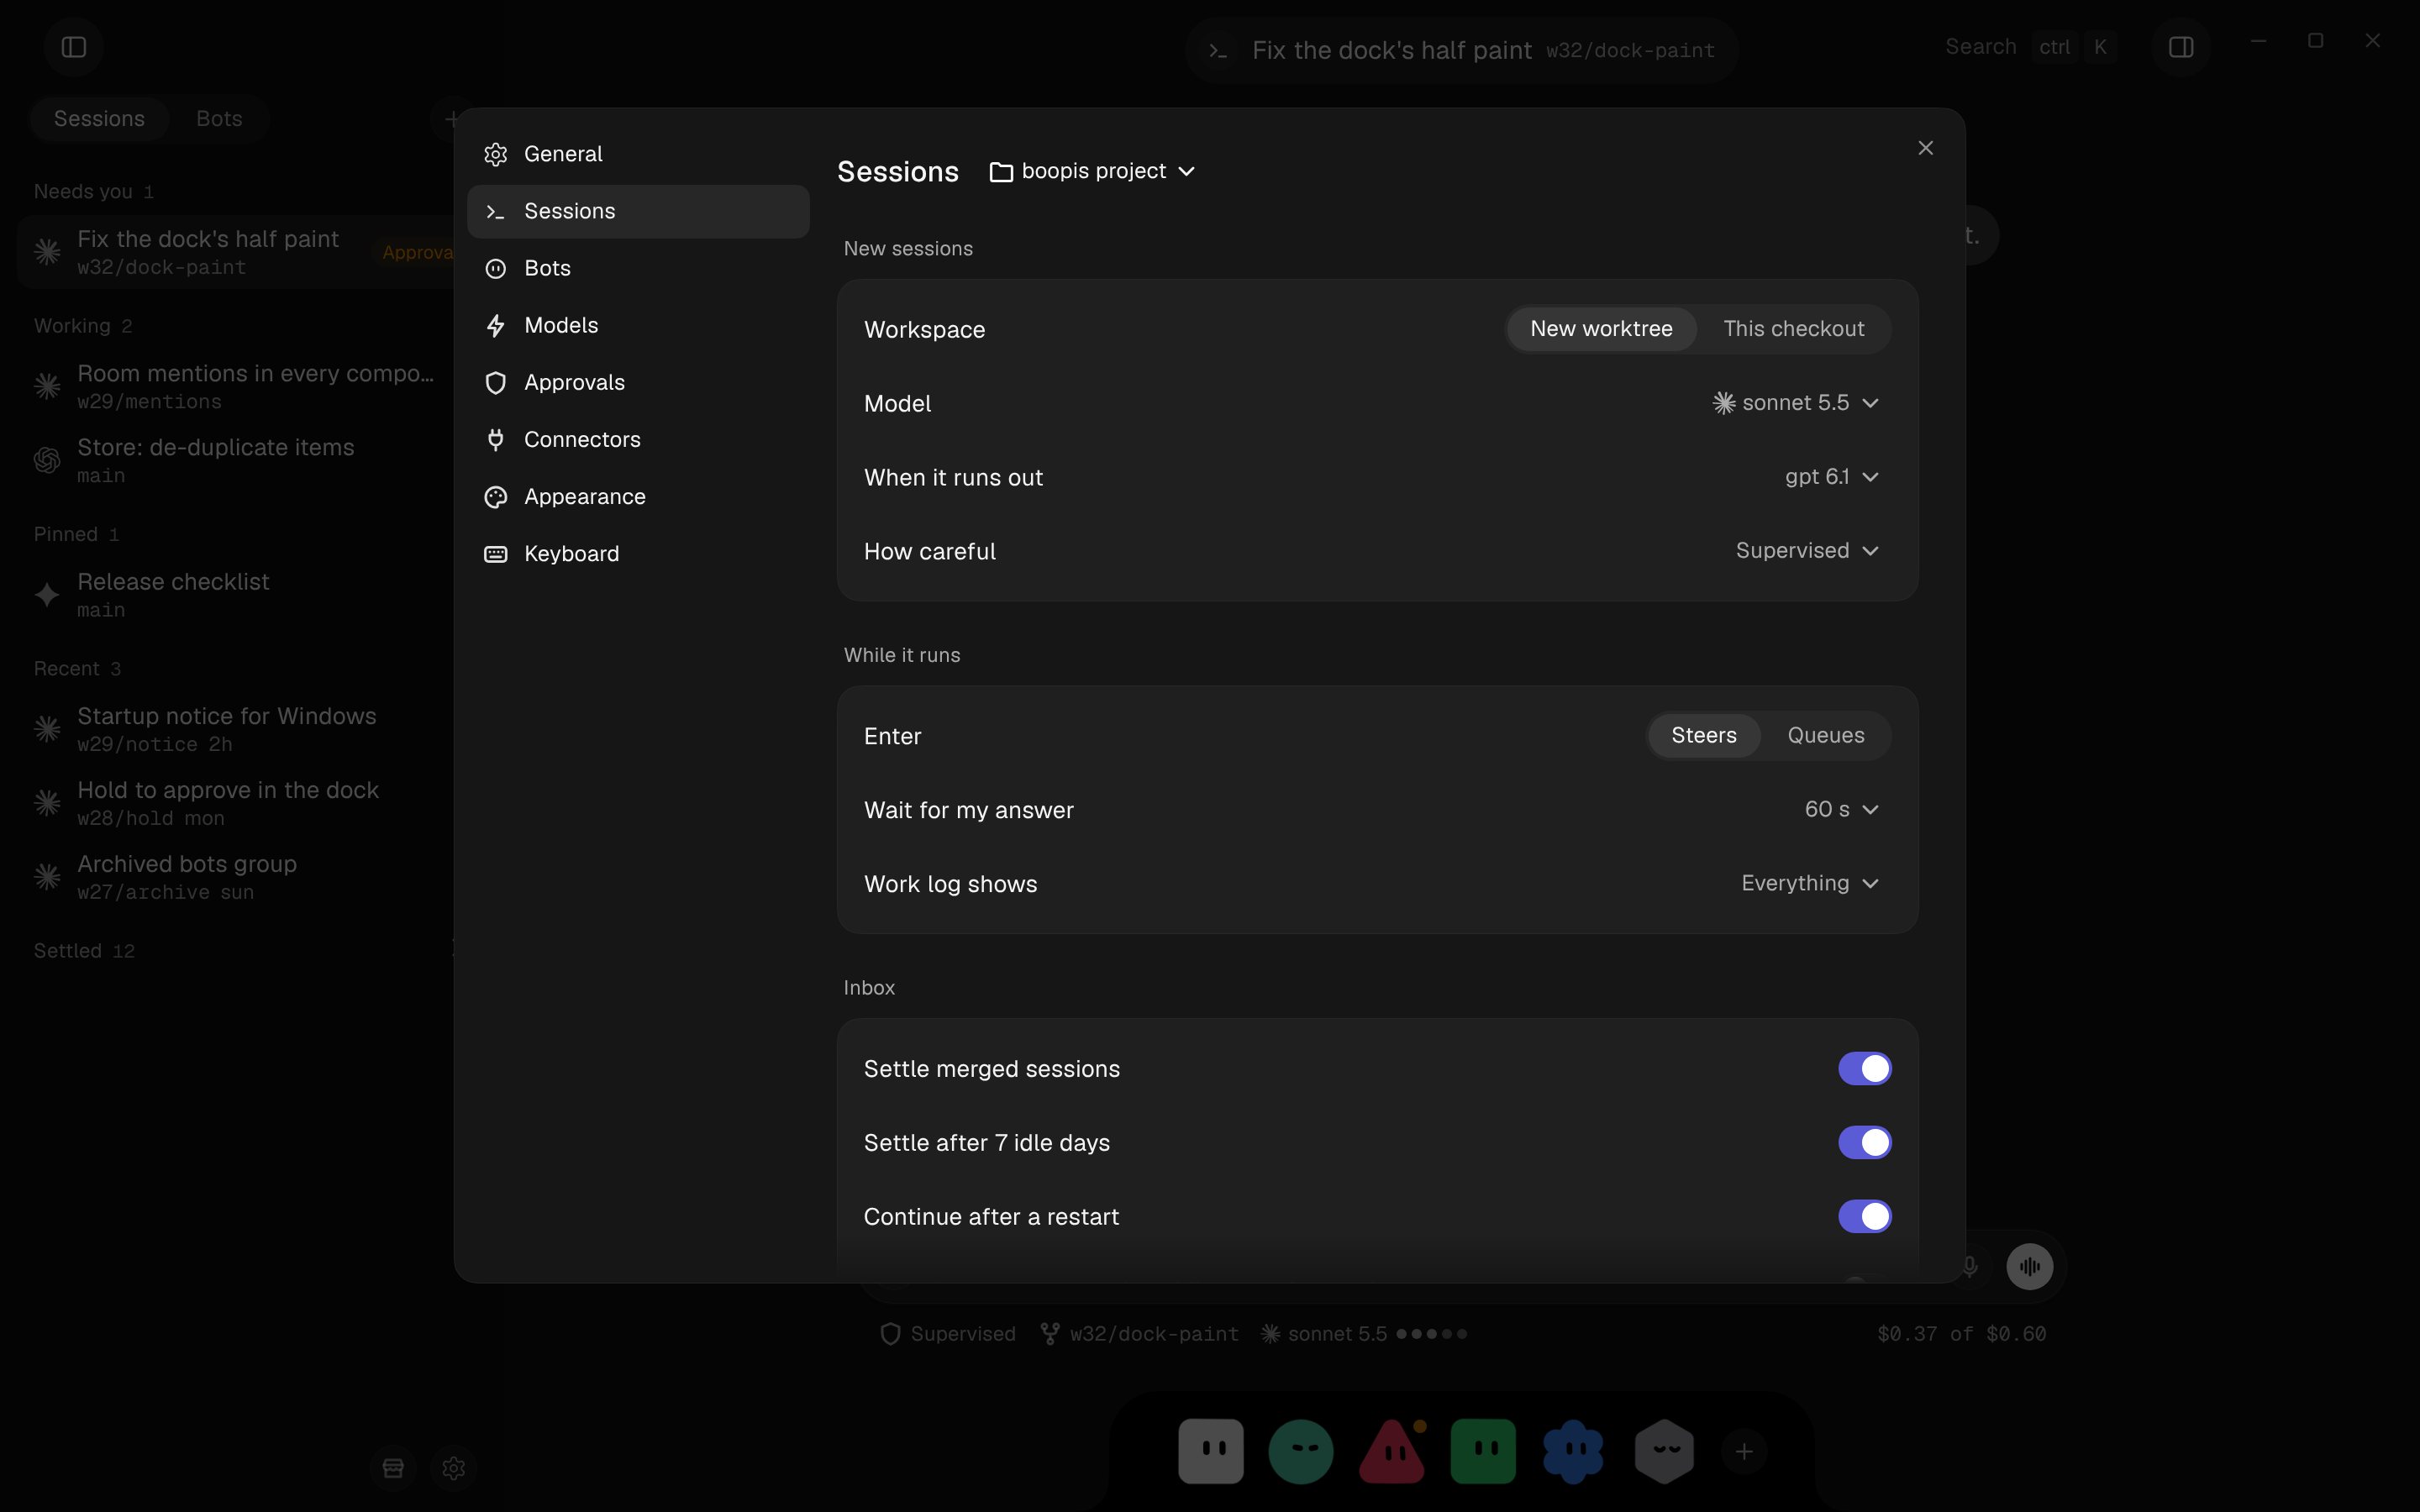 Fix the dock's half paint w32/dock-paint
Search ctrl K
Sessions Bots
Needs you 1
Fix the dock's half paint
w32/dock-paint
Working 2
Room mentions in every compo…
w29/mentions
Store: de-duplicate items
main
Pinned 1
Release checklist
main
Recent 3
Startup notice for Windows
w29/notice 2h
Hold to approve in the dock
w28/hold mon
Archived bots group
w27/archive sun
Settled 12
General
Sessions
Bots
Models
Approvals
Connectors
Appearance
Keyboard
Sessions boopis project
New sessions
Workspace New worktree This checkout
Model sonnet 5.5
When it runs out gpt 6.1
How careful Supervised
While it runs
Enter Steers Queues
Wait for my answer 60 s
Work log shows Everything
Inbox
Settle merged sessions
Settle after 7 idle days
Continue after a restart
t.
Supervised w32/dock-paint sonnet 5.5 $0.37 of $0.60